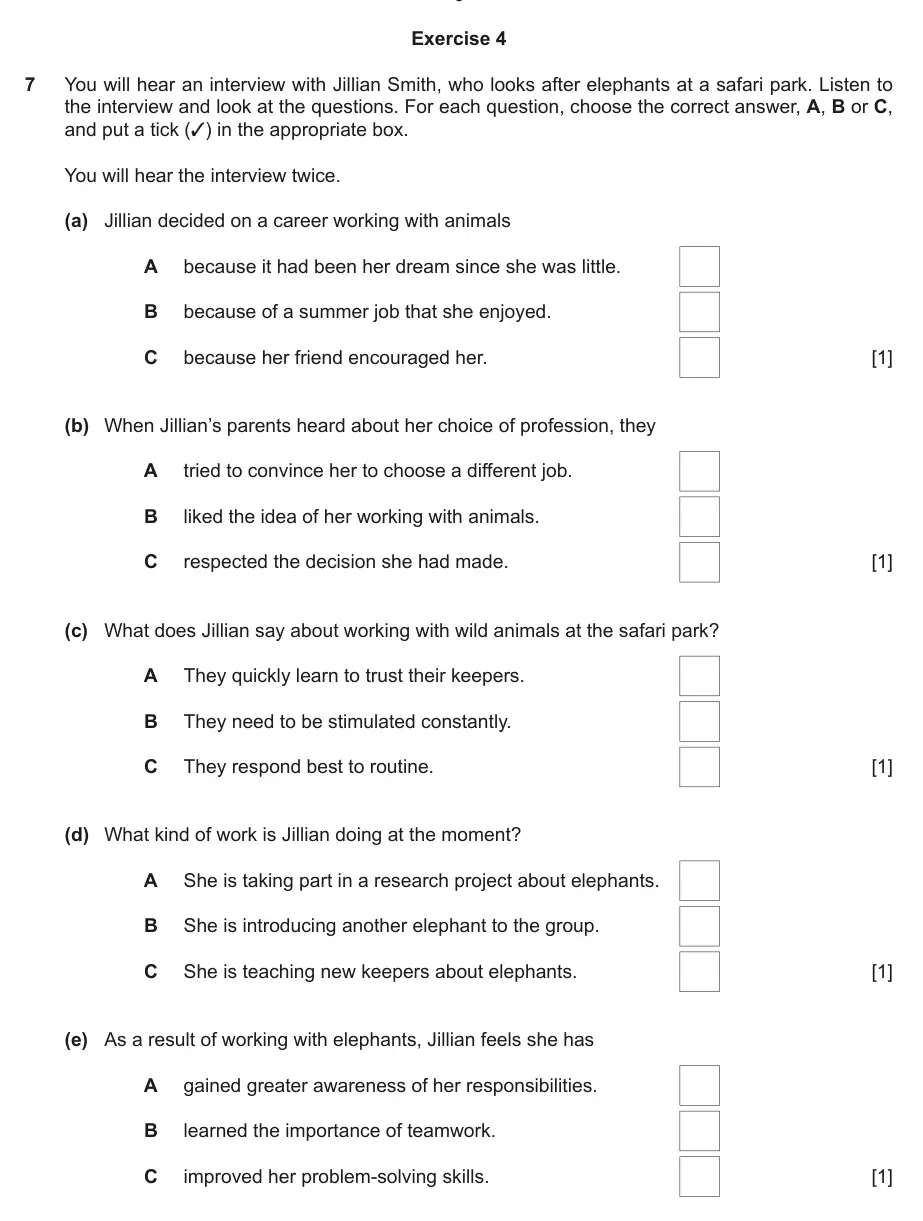 Exercise 4
7 You will hear an interview with Jillian Smith, who looks after elephants at a safari park. Listen to
the interview and look at the questions. For each question, choose the correct answer, A, B or C,
and put a tick (✓) in the appropriate box.
You will hear the interview twice.
(a) Jillian decided on a career working with animals
A because it had been her dream since she was little.
B because of a summer job that she enjoyed.
C because her friend encouraged her. [1]
(b) When Jillian’s parents heard about her choice of profession, they
A tried to convince her to choose a different job.
B liked the idea of her working with animals.
C respected the decision she had made. [1]
(c) What does Jillian say about working with wild animals at the safari park?
A They quickly learn to trust their keepers.
B They need to be stimulated constantly.
C They respond best to routine. [1]
(d) What kind of work is Jillian doing at the moment?
A She is taking part in a research project about elephants.
B She is introducing another elephant to the group.
C She is teaching new keepers about elephants. [1]
(e) As a result of working with elephants, Jillian feels she has
A gained greater awareness of her responsibilities.
B learned the importance of teamwork.
C improved her problem-solving skills. [1]